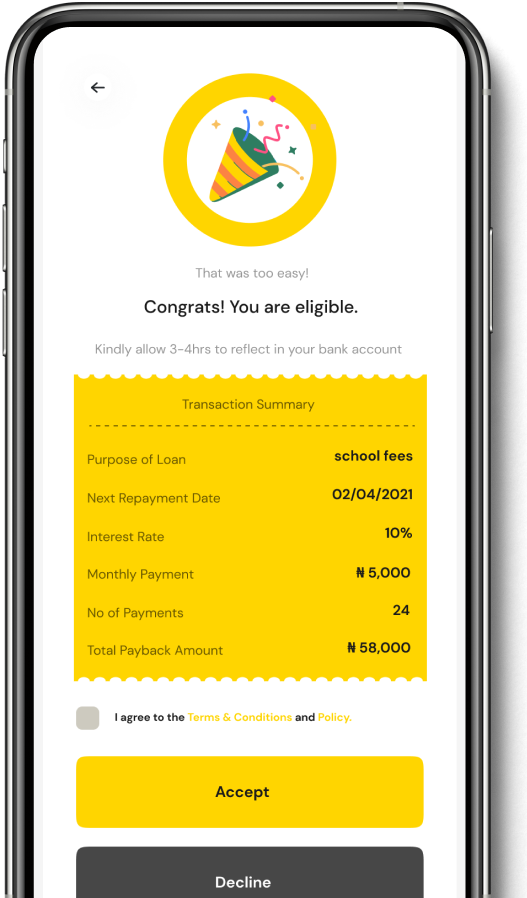 That was too easy!
Congrats! You are eligible.
Kindly allow 3-4hrs to reflect in your bank account
Transaction Summary
Purpose of Loan school fees
Next Repayment Date 02/04/2021
Interest Rate 10%
Monthly Payment ₦ 5,000
No of Payments 24
Total Payback Amount ₦ 58,000
I agree to the Terms & Conditions and Policy.
Accept
Decline